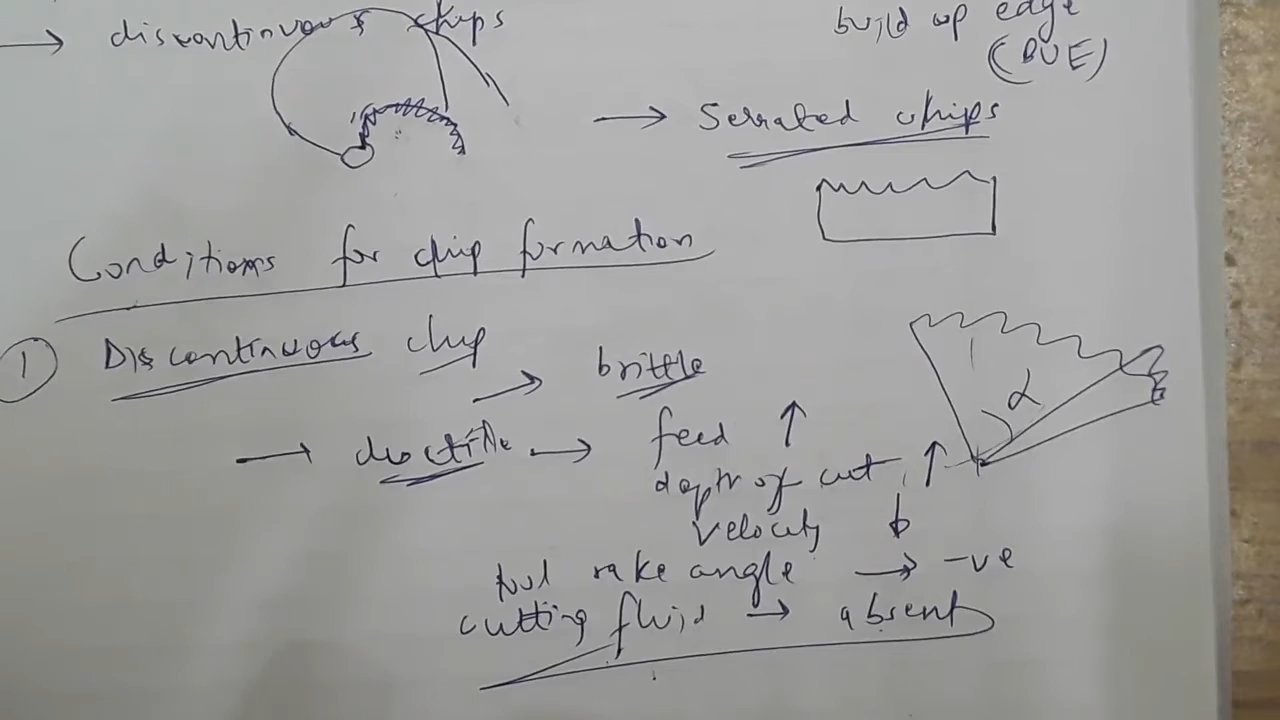 → discontinuous chips
build up edge
(BUE)
→ Serrated chips
Conditions for chip formation
① Discontinuous chip
→ brittle
→ ductile → feed ↑
depth of cut ↑
velocity ↓
tool rake angle → -ve
cutting fluid → absent
α